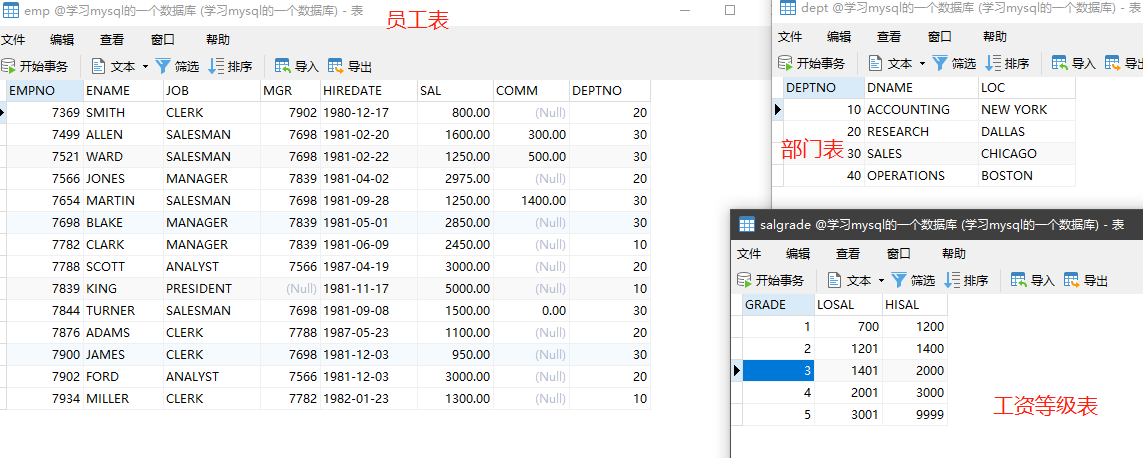 emp @学习mysql的一个数据库 (学习mysql的一个数据库) - 表
员工表
文件 编辑 查看 窗口 帮助
开始事务 文本 筛选 排序 导入 导出
EMPNO ENAME JOB MGR HIREDATE SAL COMM DEPTNO
7369 SMITH CLERK 7902 1980-12-17 800.00 (Null) 20
7499 ALLEN SALESMAN 7698 1981-02-20 1600.00 300.00 30
7521 WARD SALESMAN 7698 1981-02-22 1250.00 500.00 30
7566 JONES MANAGER 7839 1981-04-02 2975.00 (Null) 20
7654 MARTIN SALESMAN 7698 1981-09-28 1250.00 1400.00 30
7698 BLAKE MANAGER 7839 1981-05-01 2850.00 (Null) 30
7782 CLARK MANAGER 7839 1981-06-09 2450.00 (Null) 10
7788 SCOTT ANALYST 7566 1987-04-19 3000.00 (Null) 20
7839 KING PRESIDENT (Null) 1981-11-17 5000.00 (Null) 10
7844 TURNER SALESMAN 7698 1981-09-08 1500.00 0.00 30
7876 ADAMS CLERK 7788 1987-05-23 1100.00 (Null) 20
7900 JAMES CLERK 7698 1981-12-03 950.00 (Null) 30
7902 FORD ANALYST 7566 1981-12-03 3000.00 (Null) 20
7934 MILLER CLERK 7782 1982-01-23 1300.00 (Null) 10
dept @学习mysql的一个数据库 (学习mysql的一个数据库) - 表
文件 编辑 查看 窗口 帮助
开始事务 文本 筛选 排序 导入 导出
DEPTNO DNAME LOC
10 ACCOUNTING NEW YORK
20 RESEARCH DALLAS
部门表
30 SALES CHICAGO
40 OPERATIONS BOSTON
salgrade @学习mysql的一个数据库 (学习mysql的一个数据库) - 表
文件 编辑 查看 窗口 帮助
开始事务 文本 筛选 排序 导入 导出
GRADE LOSAL HISAL
1 700 1200
2 1201 1400
3 1401 2000
4 2001 3000
5 3001 9999
工资等级表